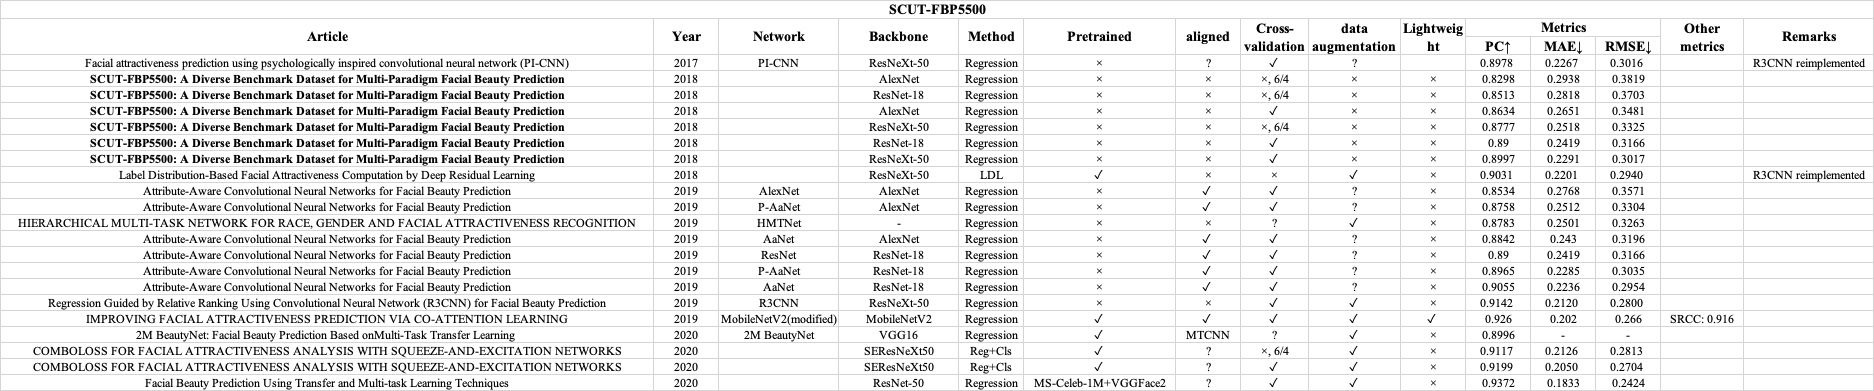 SCUT-FBP5500
Article Year Network Backbone Method Pretrained aligned Cross-validation data augmentation Lightweight Metrics Other metrics Remarks
PC↑ MAE↓ RMSE↓
Facial attractiveness prediction using psychologically inspired convolutional neural network (PI-CNN) 2017 PI-CNN ResNeXt-50 Regression × ? ✓ ? 0.8978 0.2267 0.3016 R3CNN reimplemented
SCUT-FBP5500: A Diverse Benchmark Dataset for Multi-Paradigm Facial Beauty Prediction 2018 AlexNet Regression × × ×, 6/4 × × 0.8298 0.2938 0.3819
SCUT-FBP5500: A Diverse Benchmark Dataset for Multi-Paradigm Facial Beauty Prediction 2018 ResNet-18 Regression × × ×, 6/4 × × 0.8513 0.2818 0.3703
SCUT-FBP5500: A Diverse Benchmark Dataset for Multi-Paradigm Facial Beauty Prediction 2018 AlexNet Regression × × ✓ × × 0.8634 0.2651 0.3481
SCUT-FBP5500: A Diverse Benchmark Dataset for Multi-Paradigm Facial Beauty Prediction 2018 ResNeXt-50 Regression × × ×, 6/4 × × 0.8777 0.2518 0.3325
SCUT-FBP5500: A Diverse Benchmark Dataset for Multi-Paradigm Facial Beauty Prediction 2018 ResNet-18 Regression × × ✓ × × 0.89 0.2419 0.3166
SCUT-FBP5500: A Diverse Benchmark Dataset for Multi-Paradigm Facial Beauty Prediction 2018 ResNeXt-50 Regression × × ✓ × × 0.8997 0.2291 0.3017
Label Distribution-Based Facial Attractiveness Computation by Deep Residual Learning 2018 ResNeXt-50 LDL ✓ × × ✓ × 0.9031 0.2201 0.2940 R3CNN reimplemented
Attribute-Aware Convolutional Neural Networks for Facial Beauty Prediction 2019 AlexNet AlexNet Regression × ✓ ✓ ? × 0.8534 0.2768 0.3571
Attribute-Aware Convolutional Neural Networks for Facial Beauty Prediction 2019 P-AaNet AlexNet Regression × ✓ ✓ ? × 0.8758 0.2512 0.3304
HIERARCHICAL MULTI-TASK NETWORK FOR RACE, GENDER AND FACIAL ATTRACTIVENESS RECOGNITION 2019 HMTNet - Regression × × ? ✓ × 0.8783 0.2501 0.3263
Attribute-Aware Convolutional Neural Networks for Facial Beauty Prediction 2019 AaNet AlexNet Regression × ✓ ✓ ? × 0.8842 0.243 0.3196
Attribute-Aware Convolutional Neural Networks for Facial Beauty Prediction 2019 ResNet ResNet-18 Regression × ✓ ✓ ? × 0.89 0.2419 0.3166
Attribute-Aware Convolutional Neural Networks for Facial Beauty Prediction 2019 P-AaNet ResNet-18 Regression × ✓ ✓ ? × 0.8965 0.2285 0.3035
Attribute-Aware Convolutional Neural Networks for Facial Beauty Prediction 2019 AaNet ResNet-18 Regression × ✓ ✓ ? × 0.9055 0.2236 0.2954
Regression Guided by Relative Ranking Using Convolutional Neural Network (R3CNN) for Facial Beauty Prediction 2019 R3CNN ResNeXt-50 Regression × × ✓ ✓ × 0.9142 0.2120 0.2800
IMPROVING FACIAL ATTRACTIVENESS PREDICTION VIA CO-ATTENTION LEARNING 2019 MobileNetV2(modified) MobileNetV2 Regression ✓ ✓ ✓ ✓ ✓ 0.926 0.202 0.266 SRCC: 0.916
2M BeautyNet: Facial Beauty Prediction Based onMulti-Task Transfer Learning 2020 2M BeautyNet VGG16 Regression ✓ MTCNN ? ✓ × 0.8996 - -
COMBOLOSS FOR FACIAL ATTRACTIVENESS ANALYSIS WITH SQUEEZE-AND-EXCITATION NETWORKS 2020 SEResNeXt50 Reg+Cls ✓ ? ×, 6/4 ✓ × 0.9117 0.2126 0.2813
COMBOLOSS FOR FACIAL ATTRACTIVENESS ANALYSIS WITH SQUEEZE-AND-EXCITATION NETWORKS 2020 SEResNeXt50 Reg+Cls ✓ ? ✓ ✓ × 0.9199 0.2050 0.2704
Facial Beauty Prediction Using Transfer and Multi-task Learning Techniques 2020 ResNet-50 Regression MS-Celeb-1M+VGGFace2 ? ✓ ✓ × 0.9372 0.1833 0.2424